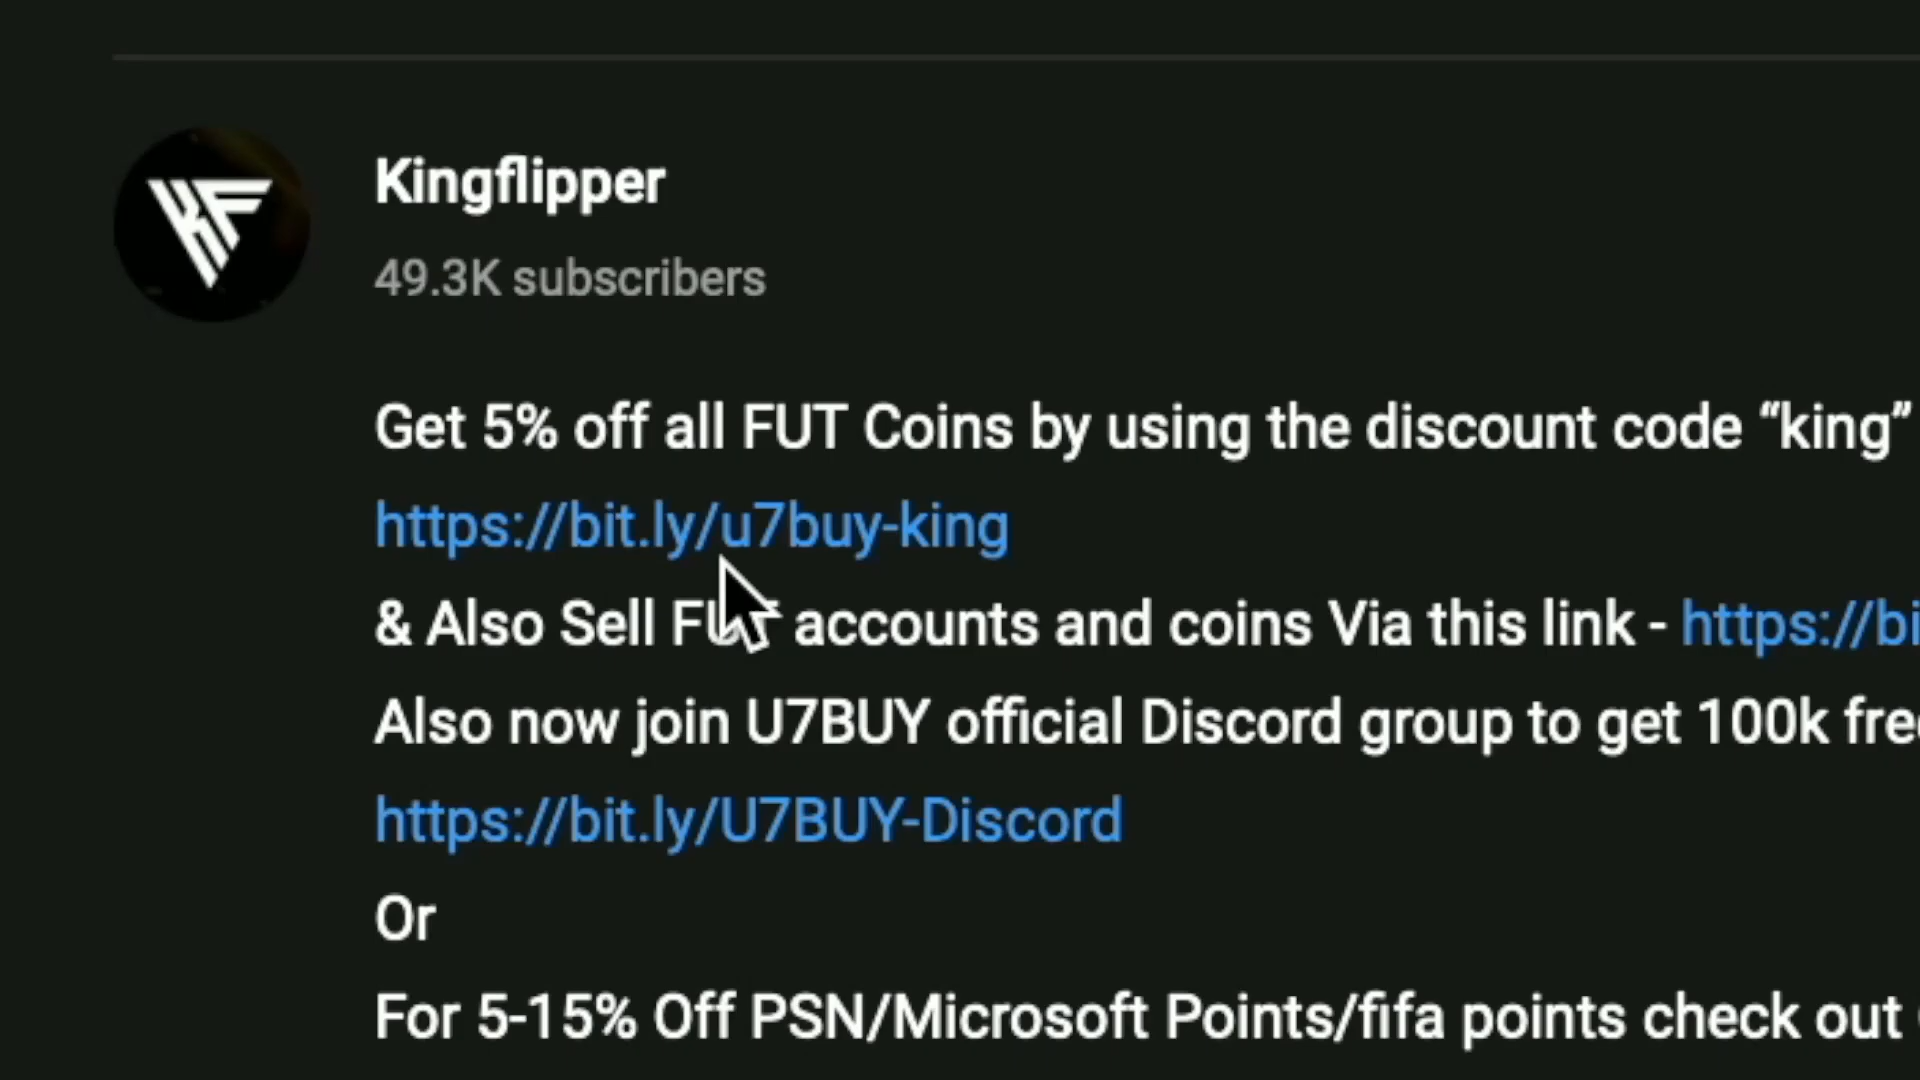 KF
Kingflipper
49.3K subscribers
Get 5% off all FUT Coins by using the discount code “king”
https://bit.ly/u7buy-king
& Also Sell FUT accounts and coins Via this link - https://bi
Also now join U7BUY official Discord group to get 100k free
https://bit.ly/U7BUY-Discord
Or
For 5-15% Off PSN/Microsoft Points/fifa points check out